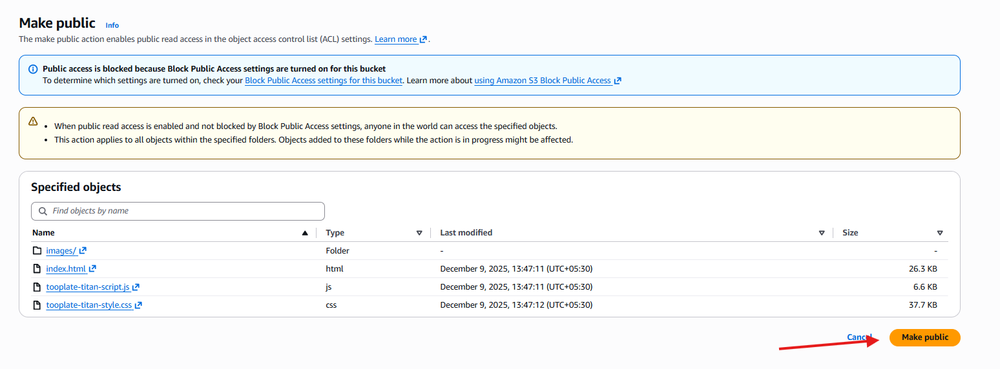 Make public Info
The make public action enables public read access in the object access control list (ACL) settings. Learn more.
Public access is blocked because Block Public Access settings are turned on for this bucket
To determine which settings are turned on, check your Block Public Access settings for this bucket. Learn more about using Amazon S3 Block Public Access
• When public read access is enabled and not blocked by Block Public Access settings, anyone in the world can access the specified objects.
• This action applies to all objects within the specified folders. Objects added to these folders while the action is in progress might be affected.
Specified objects
Find objects by name
Name Type Last modified Size
images/ Folder - -
index.html html December 9, 2025, 13:47:11 (UTC+05:30) 26.3 KB
tooplate-titan-script.js js December 9, 2025, 13:47:11 (UTC+05:30) 6.6 KB
tooplate-titan-style.css css December 9, 2025, 13:47:12 (UTC+05:30) 37.7 KB
Cancel Make public